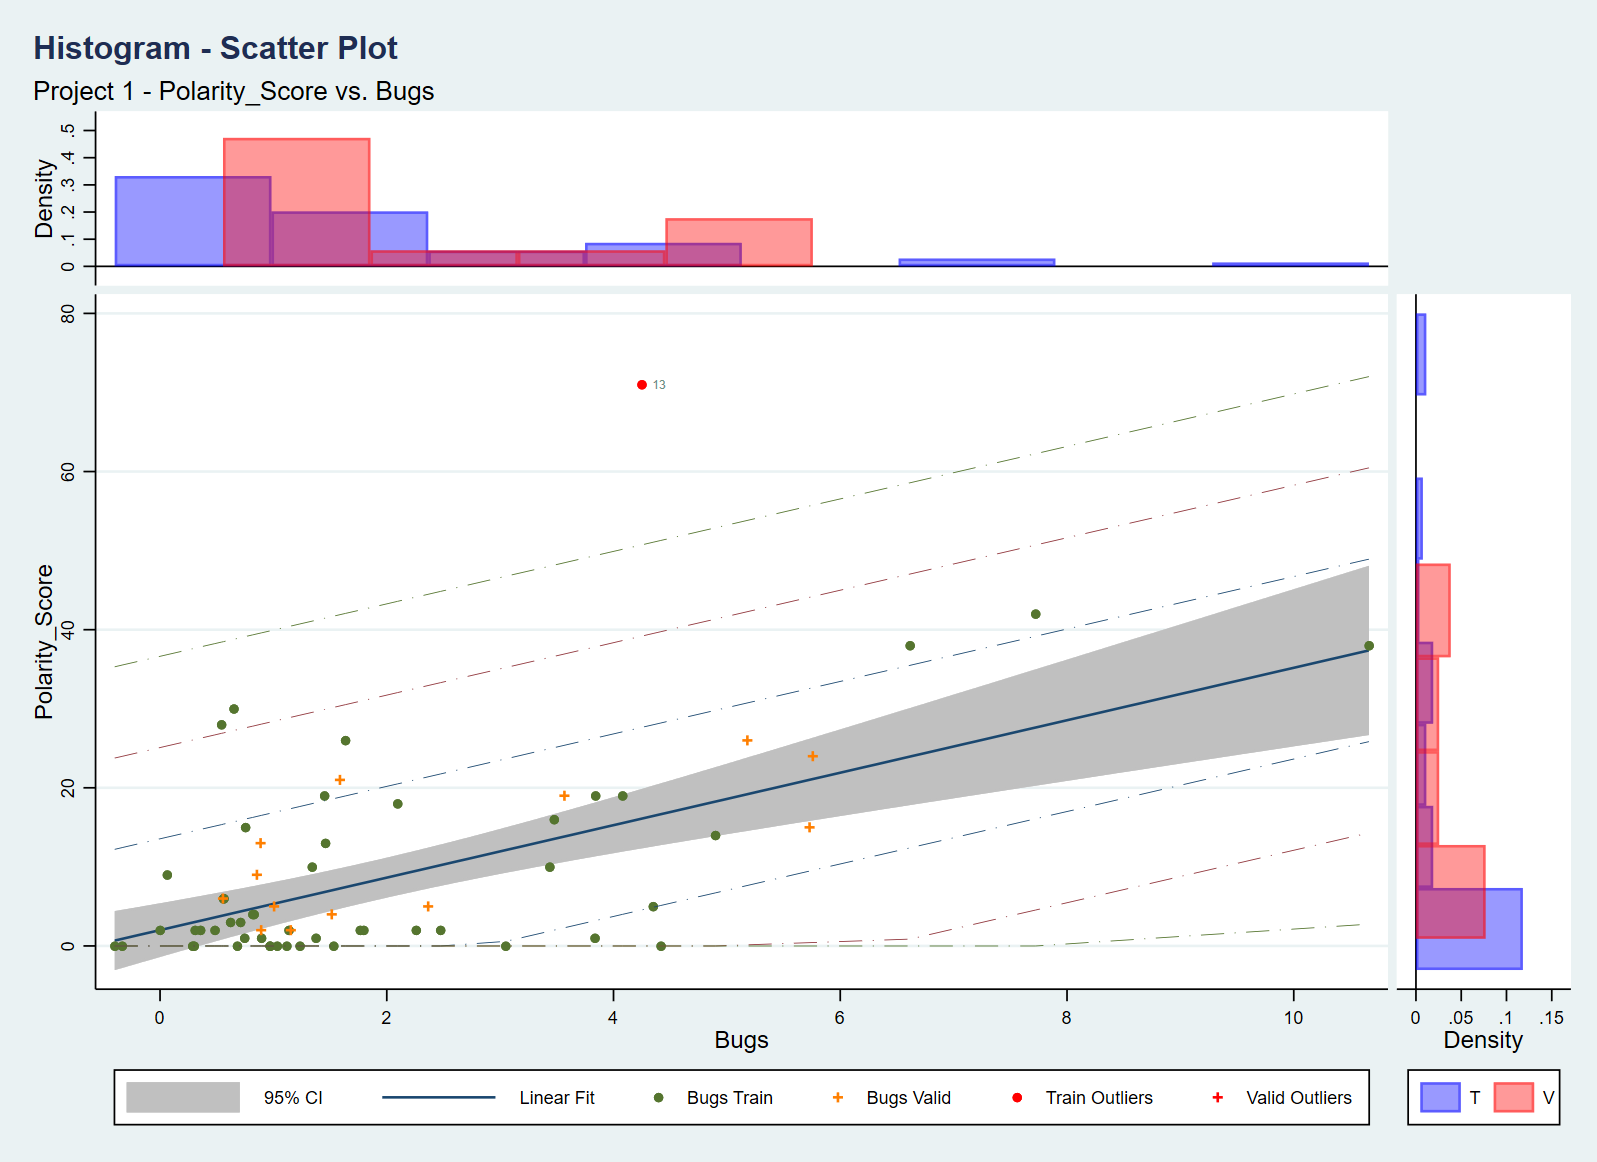 Histogram - Scatter Plot
Project 1 - Polarity_Score vs. Bugs
Density
.5
.4
.3
.2
.1
0
Polarity_Score
80
60
40
20
0
13
0 2 4 6 8 10
Bugs
0 .05 .1 .15
Density
95% CI Linear Fit Bugs Train Bugs Valid Train Outliers Valid Outliers
T V